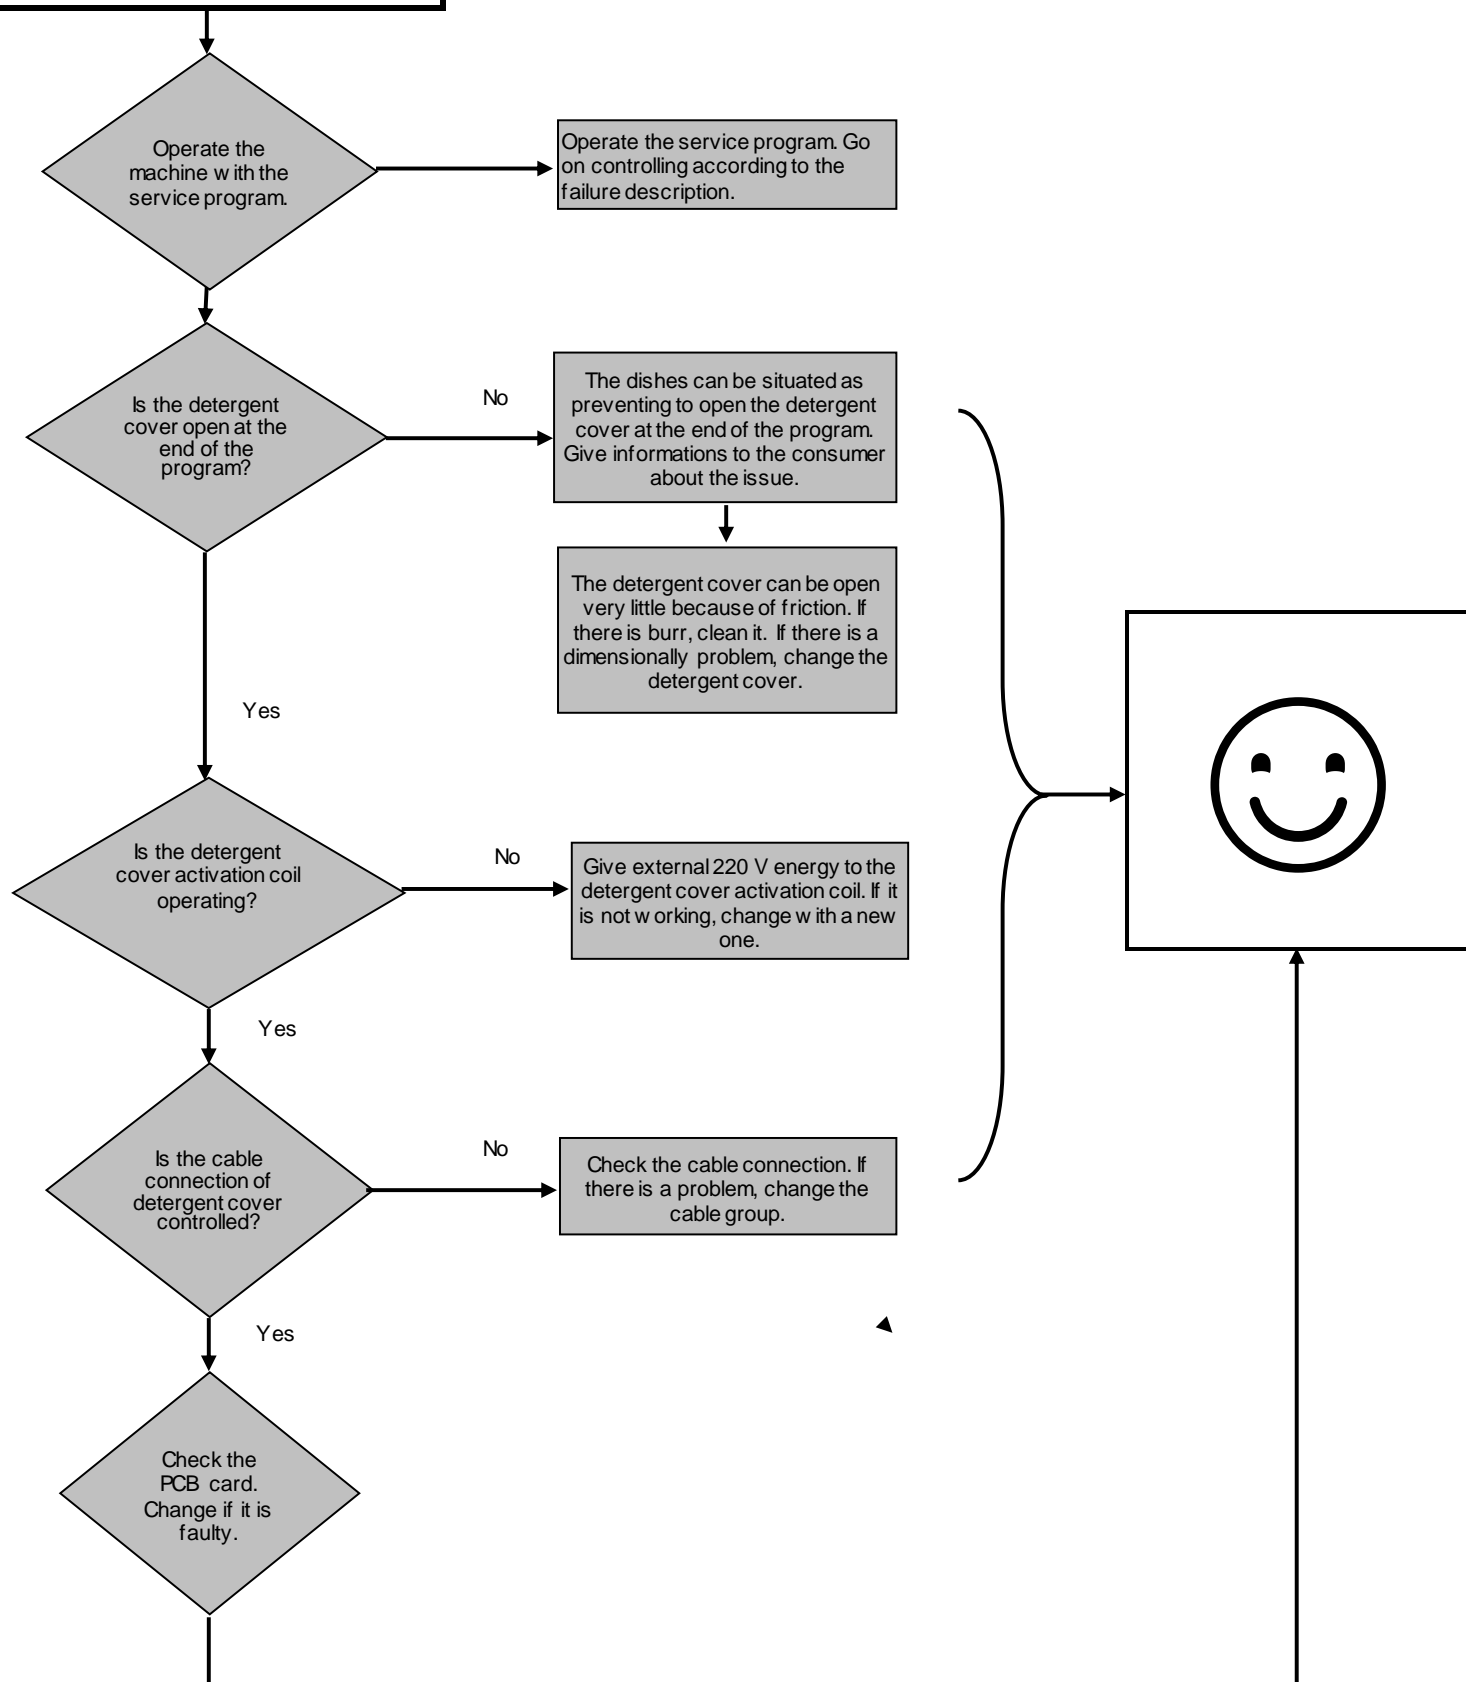 Operate the
machine with the
service program.
Operate the service program. Go
on controlling according to the
failure description.
Is the detergent
cover open at the
end of the
program?
No
The dishes can be situated as
preventing to open the detergent
cover at the end of the program.
Give informations to the consumer
about the issue.
The detergent cover can be open
very little because of friction. If
there is burr, clean it. If there is a
dimensionally problem, change the
detergent cover.
Yes
Is the detergent
cover activation coil
operating?
No
Give external 220 V energy to the
detergent cover activation coil. If it
is not working, change with a new
one.
Yes
Is the cable
connection of
detergent cover
controlled?
No
Check the cable connection. If
there is a problem, change the
cable group.
Yes
Check the
PCB card.
Change if it is
faulty.